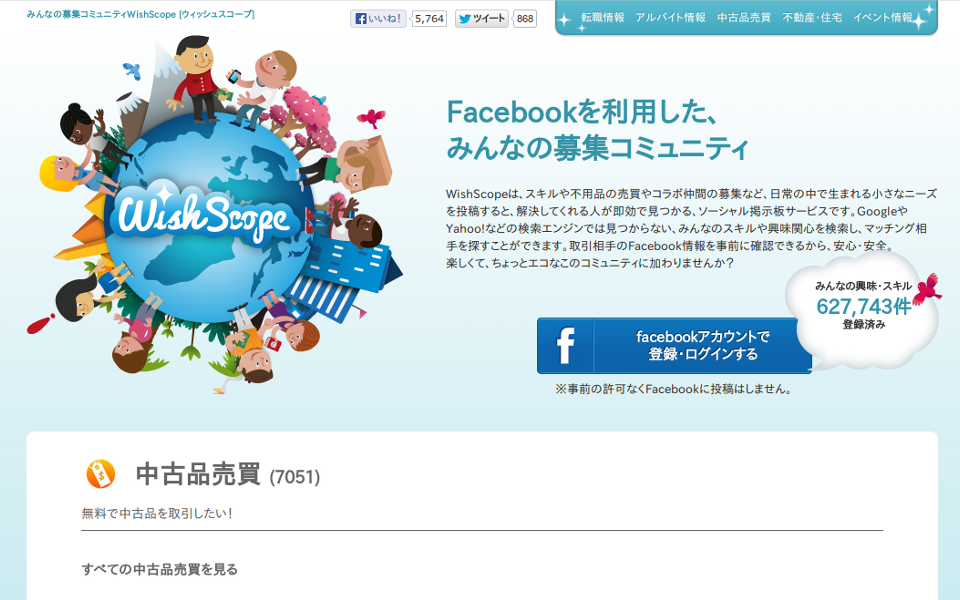 みんなの募集コミュニティWishScope [ウィッシュスコープ]
いいね! 5,764 ツイート 868
転職情報 アルバイト情報 中古品売買 不動産・住宅 イベント情報
WishScope
Facebookを利用した、
みんなの募集コミュニティ
WishScopeは、スキルや不用品の売買やコラボ仲間の募集など、日常の中で生まれる小さなニーズ
を投稿すると、解決してくれる人が即効で見つかる、ソーシャル掲示板サービスです。Googleや
Yahoo!などの検索エンジンでは見つからない、みんなのスキルや興味関心を検索し、マッチング相
手を探すことができます。取引相手のFacebook情報を事前に確認できるから、安心・安全。
楽しくて、ちょっとエコなこのコミュニティに加わりませんか？
みんなの興味・スキル
627,743件
登録済み
facebookアカウントで
登録・ログインする
※事前の許可なくFacebookに投稿はしません。
中古品売買 (7051)
無料で中古品を取引したい！
すべての中古品売買を見る